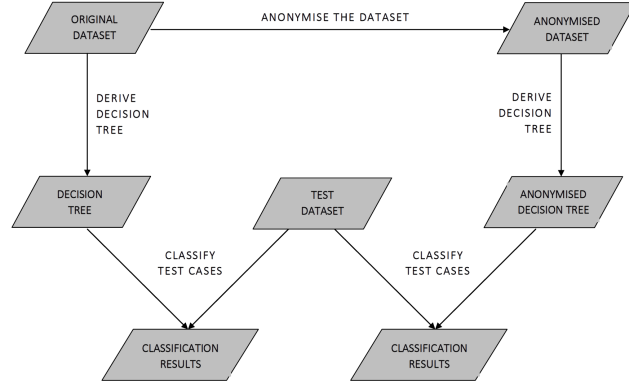 ORIGINAL
DATASET
ANONYMISE THE DATASET
ANONYMISED
DATASET
DERIVE
DECISION
TREE
DERIVE
DECISION
TREE
DECISION
TREE
TEST
DATASET
ANONYMISED
DECISION TREE
CLASSIFY
TEST CASES
CLASSIFY
TEST CASES
CLASSIFICATION
RESULTS
CLASSIFICATION
RESULTS